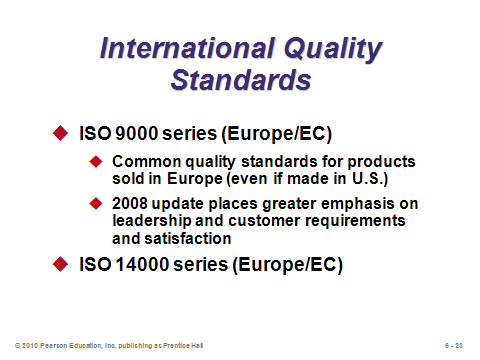 International Quality
Standards
ISO 9000 series (Europe/EC)
Common quality standards for products
sold in Europe (even if made in U.S.)
2008 update places greater emphasis on
leadership and customer requirements
and satisfaction
ISO 14000 series (Europe/EC)
© 2010 Pearson Education, Inc. publishing as Prentice Hall
6 - 23